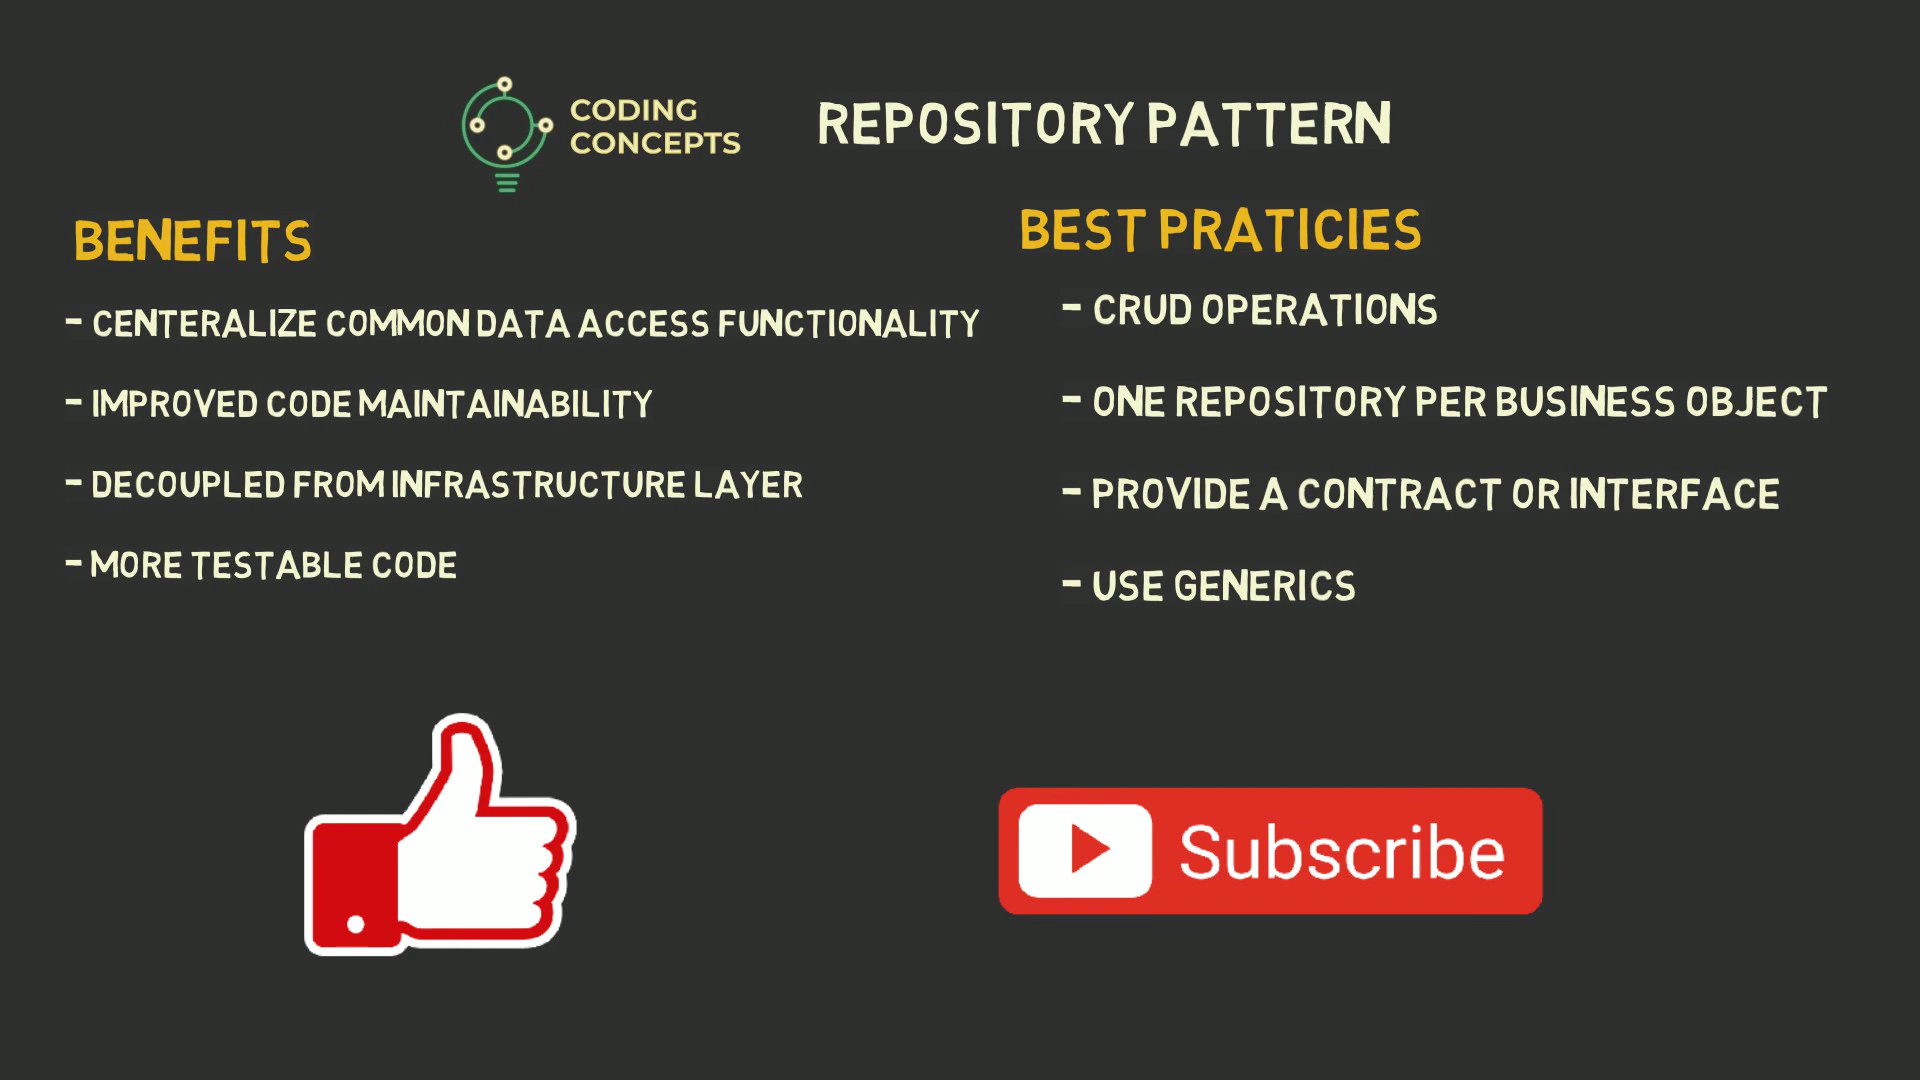 CODING
CONCEPTS
REPOSITORY PATTERN
BENEFITS
- CENTERALIZE COMMON DATA ACCESS FUNCTIONALITY
- IMPROVED CODE MAINTAINABILITY
- DECOUPLED FROM INFRASTRUCTURE LAYER
- MORE TESTABLE CODE
BEST PRATICIES
- CRUD OPERATIONS
- ONE REPOSITORY PER BUSINESS OBJECT
- PROVIDE A CONTRACT OR INTERFACE
- USE GENERICS
Subscribe